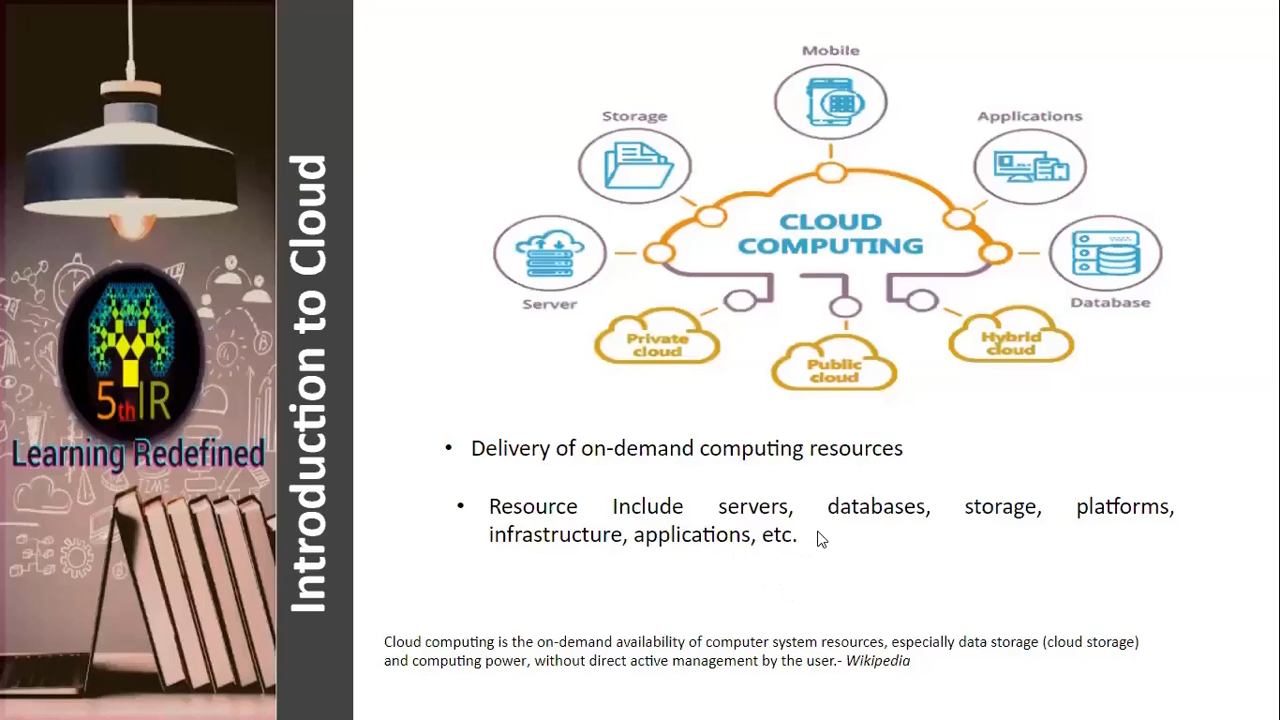 5thIR
Learning Redefined
Introduction to Cloud
Mobile
Storage
Applications
CLOUD
COMPUTING
Server
Database
Private
cloud
Public
cloud
Hybrid
cloud
• Delivery of on-demand computing resources
• Resource Include servers, databases, storage, platforms,
infrastructure, applications, etc.
Cloud computing is the on-demand availability of computer system resources, especially data storage (cloud storage)
and computing power, without direct active management by the user.- Wikipedia